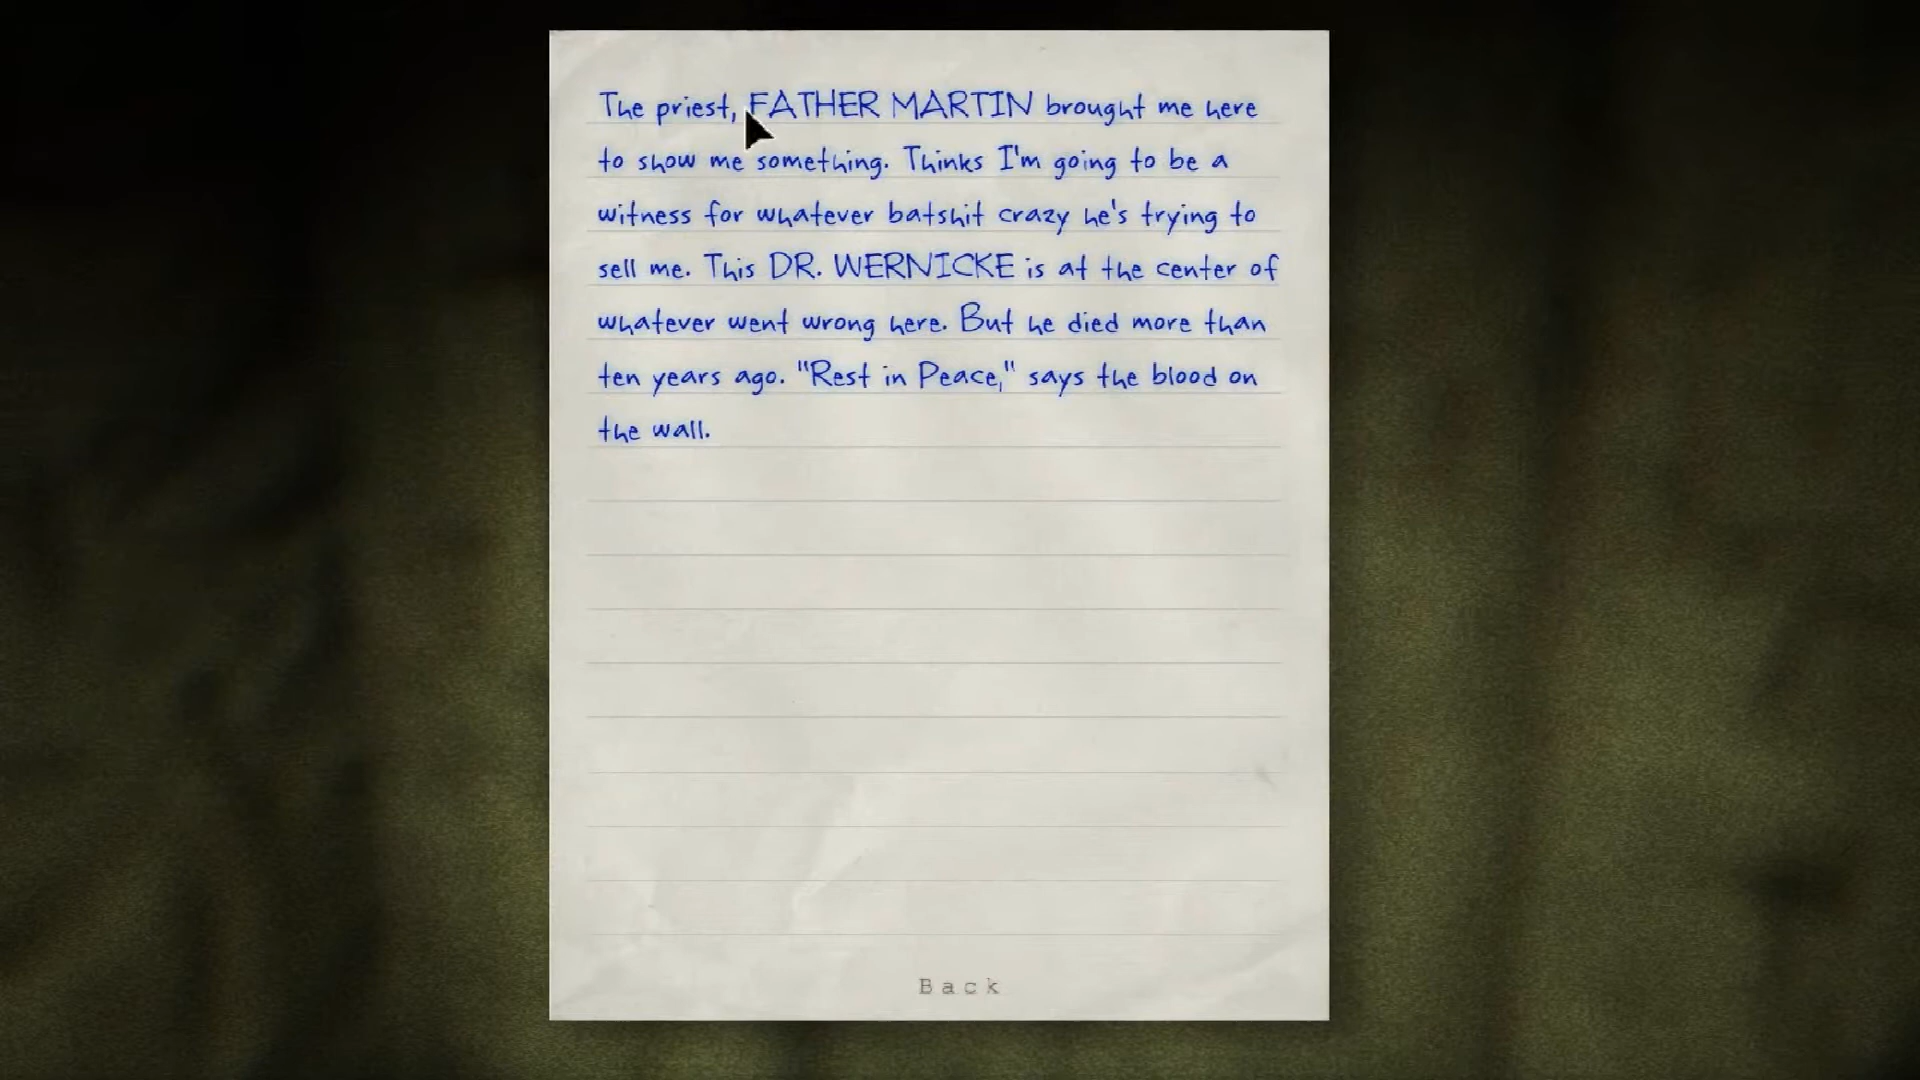 The priest, FATHER MARTIN brought me here
to show me something. Thinks I'm going to be a
witness for whatever batshit crazy he's trying to
sell me. This DR. WERNICKE is at the center of
whatever went wrong here. But he died more than
ten years ago. "Rest in Peace," says the blood on
the wall.
Back